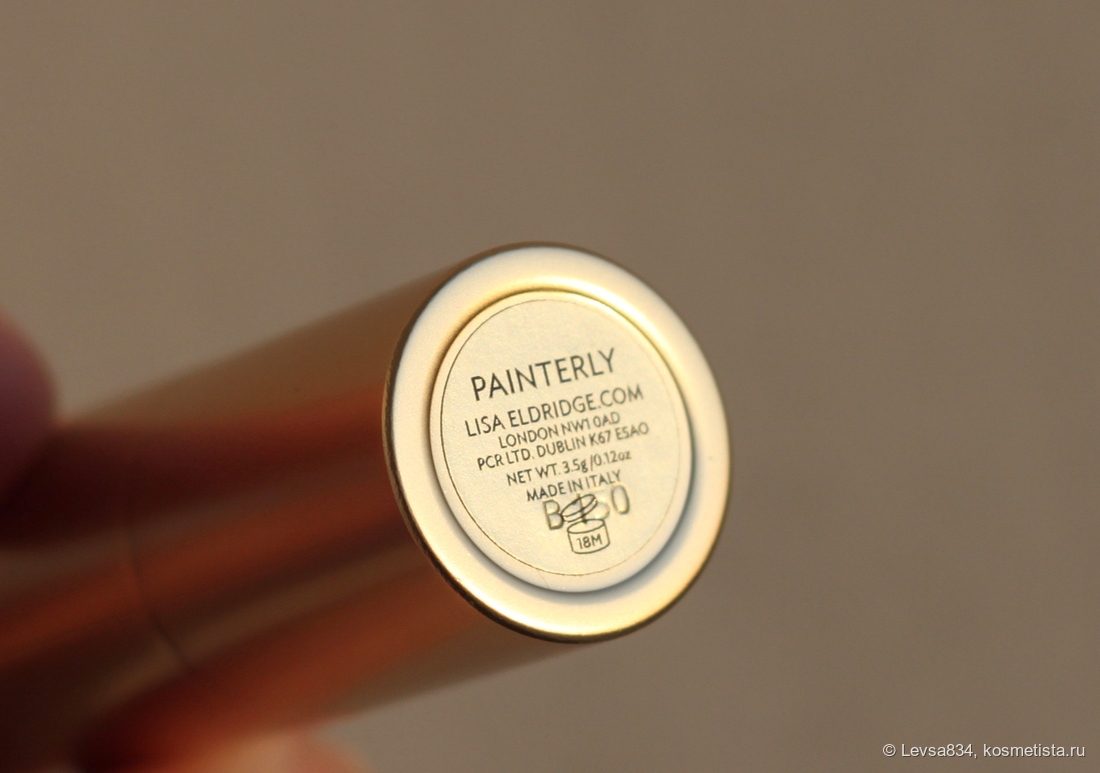 PAINTERLY
LISA ELDRIDGE.COM
LONDON NW1 0AD
PCR LTD. DUBLIN K67 E5AO
NET WT. 3.5g/0.12oz
MADE IN ITALY
18M
© Levsa834, kosmetista.ru